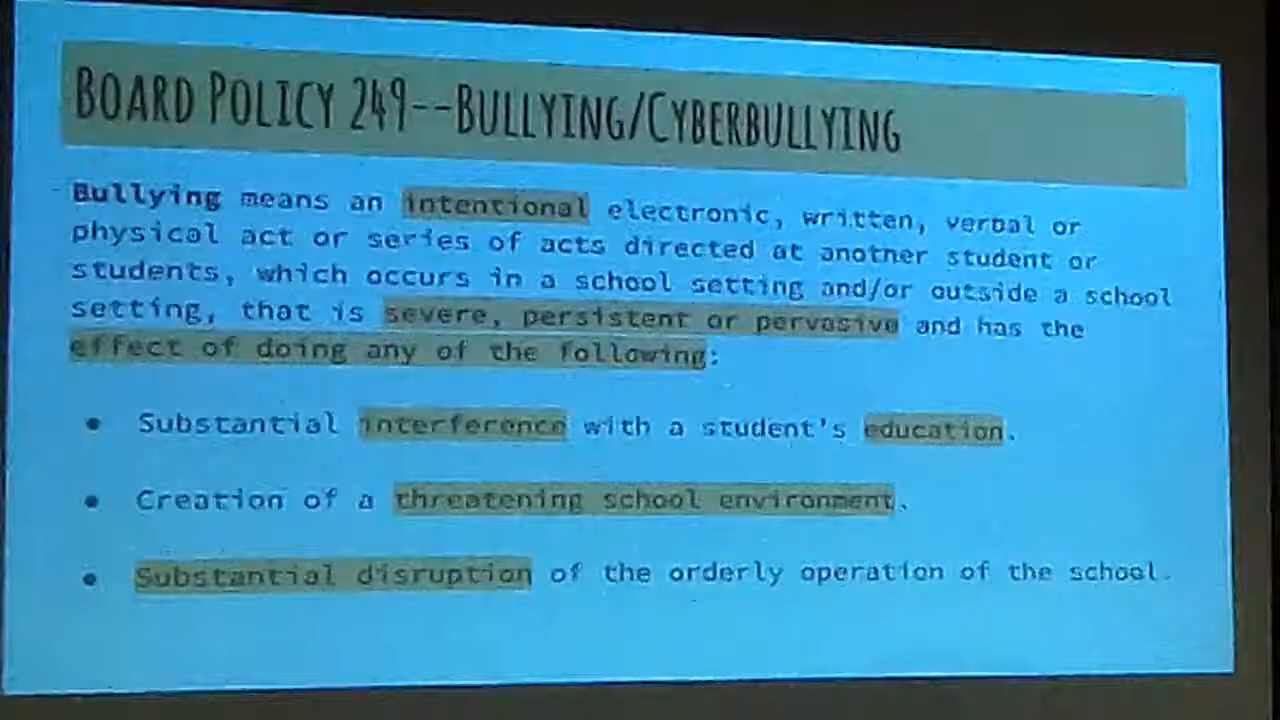 BOARD POLICY 249--BULLYING/CYBERBULLYING
Bullying means an intentional electronic, written, verbal or
physical act or series of acts directed at another student or
students, which occurs in a school setting and/or outside a school
setting, that is severe, persistent or pervasive and has the
effect of doing any of the following:
● Substantial interference with a student's education.
● Creation of a threatening school environment.
● Substantial disruption of the orderly operation of the school.